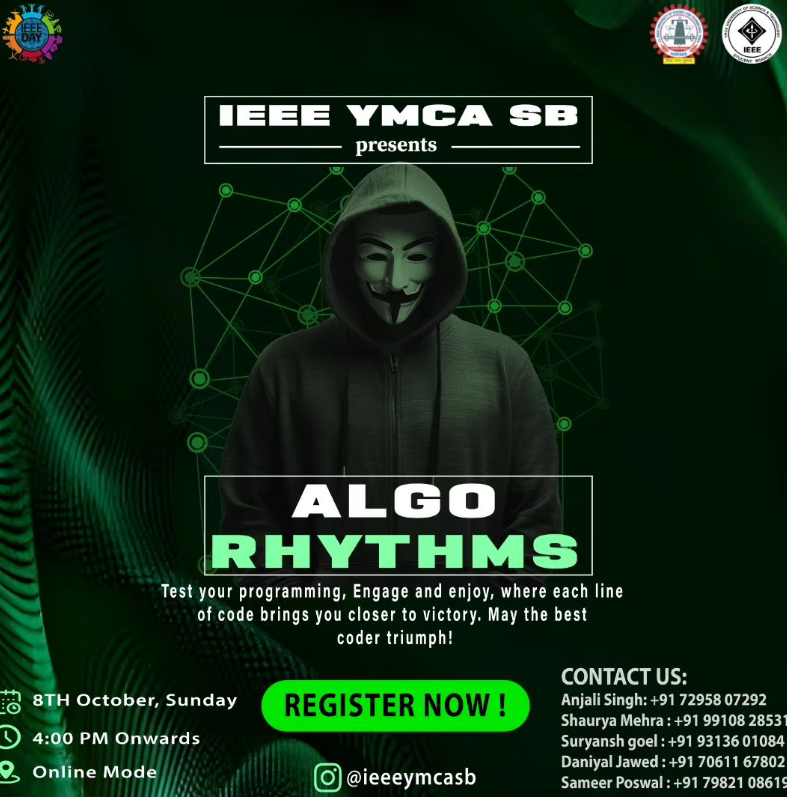 IEEE
DAY
IEEE
IEEE YMCA SB
presents
ALGO
RHYTHMS
Test your programming, Engage and enjoy, where each line
of code brings you closer to victory. May the best
coder triumph!
8TH October, Sunday
4:00 PM Onwards
Online Mode
REGISTER NOW !
@ieeeymcasb
CONTACT US:
Anjali Singh: +91 72958 07292
Shaurya Mehra : +91 99108 28531
Suryansh goel : +91 93136 01084
Daniyal Jawed : +91 70611 67802
Sameer Poswal : +91 79821 08619